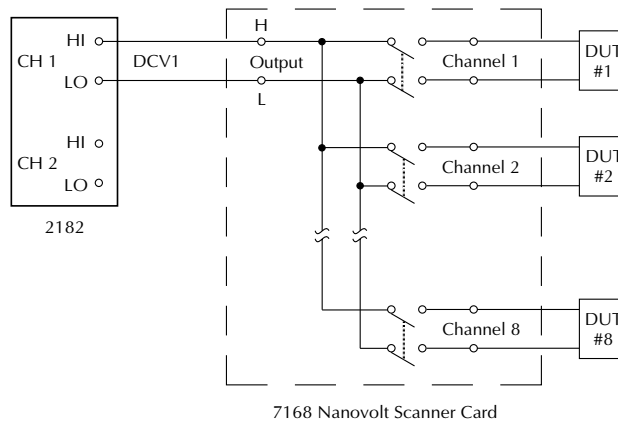 HI
CH 1
DCV1
LO
HI
CH 2
LO
2182
H
Output
L
Channel 1
DUT
#1
Channel 2
DUT
#2
Channel 8
DUT
#8
7168 Nanovolt Scanner Card